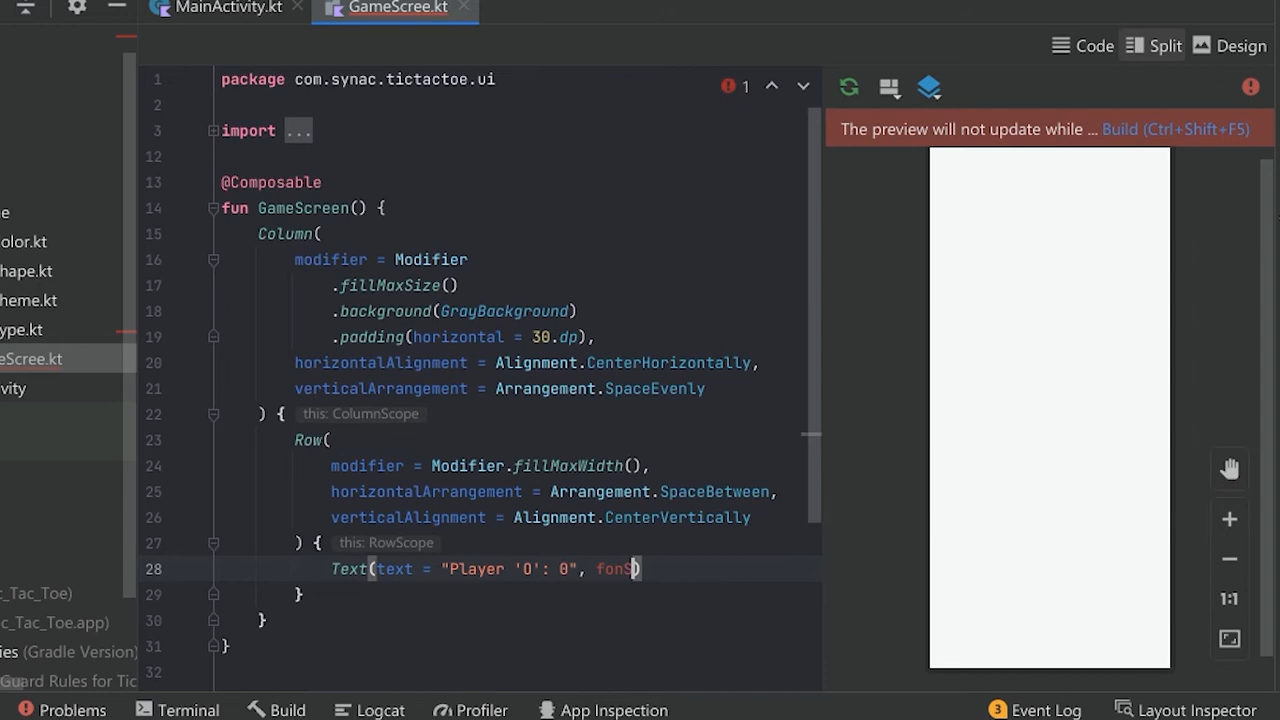 MainActivity.kt
GameScree.kt
Code
Split
Design
1 package com.synac.tictactoe.ui
1
2
3 import ...
12
13 @Composable
14 fun GameScreen() {
15 Column(
16 modifier = Modifier
17 .fillMaxSize()
18 .background(GrayBackground)
19 .padding(horizontal = 30.dp),
20 horizontalAlignment = Alignment.CenterHorizontally,
21 verticalArrangement = Arrangement.SpaceEvenly
22 ) { this: ColumnScope
23 Row(
24 modifier = Modifier.fillMaxWidth(),
25 horizontalArrangement = Arrangement.SpaceBetween,
26 verticalAlignment = Alignment.CenterVertically
27 ) { this: RowScope
28 Text(text = "Player 'O': 0", fonS)
29 }
30 }
31 }
32
The preview will not update while ... Build (Ctrl+Shift+F5)
1:1
e
olor.kt
hape.kt
heme.kt
ype.kt
eScree.kt
ivity
c_Tac_Toe)
c_Tac_Toe.app)
ies (Gradle Version)
Guard Rules for Tic
Problems
Terminal
Build
Logcat
Profiler
App Inspection
3 Event Log
Layout Inspector